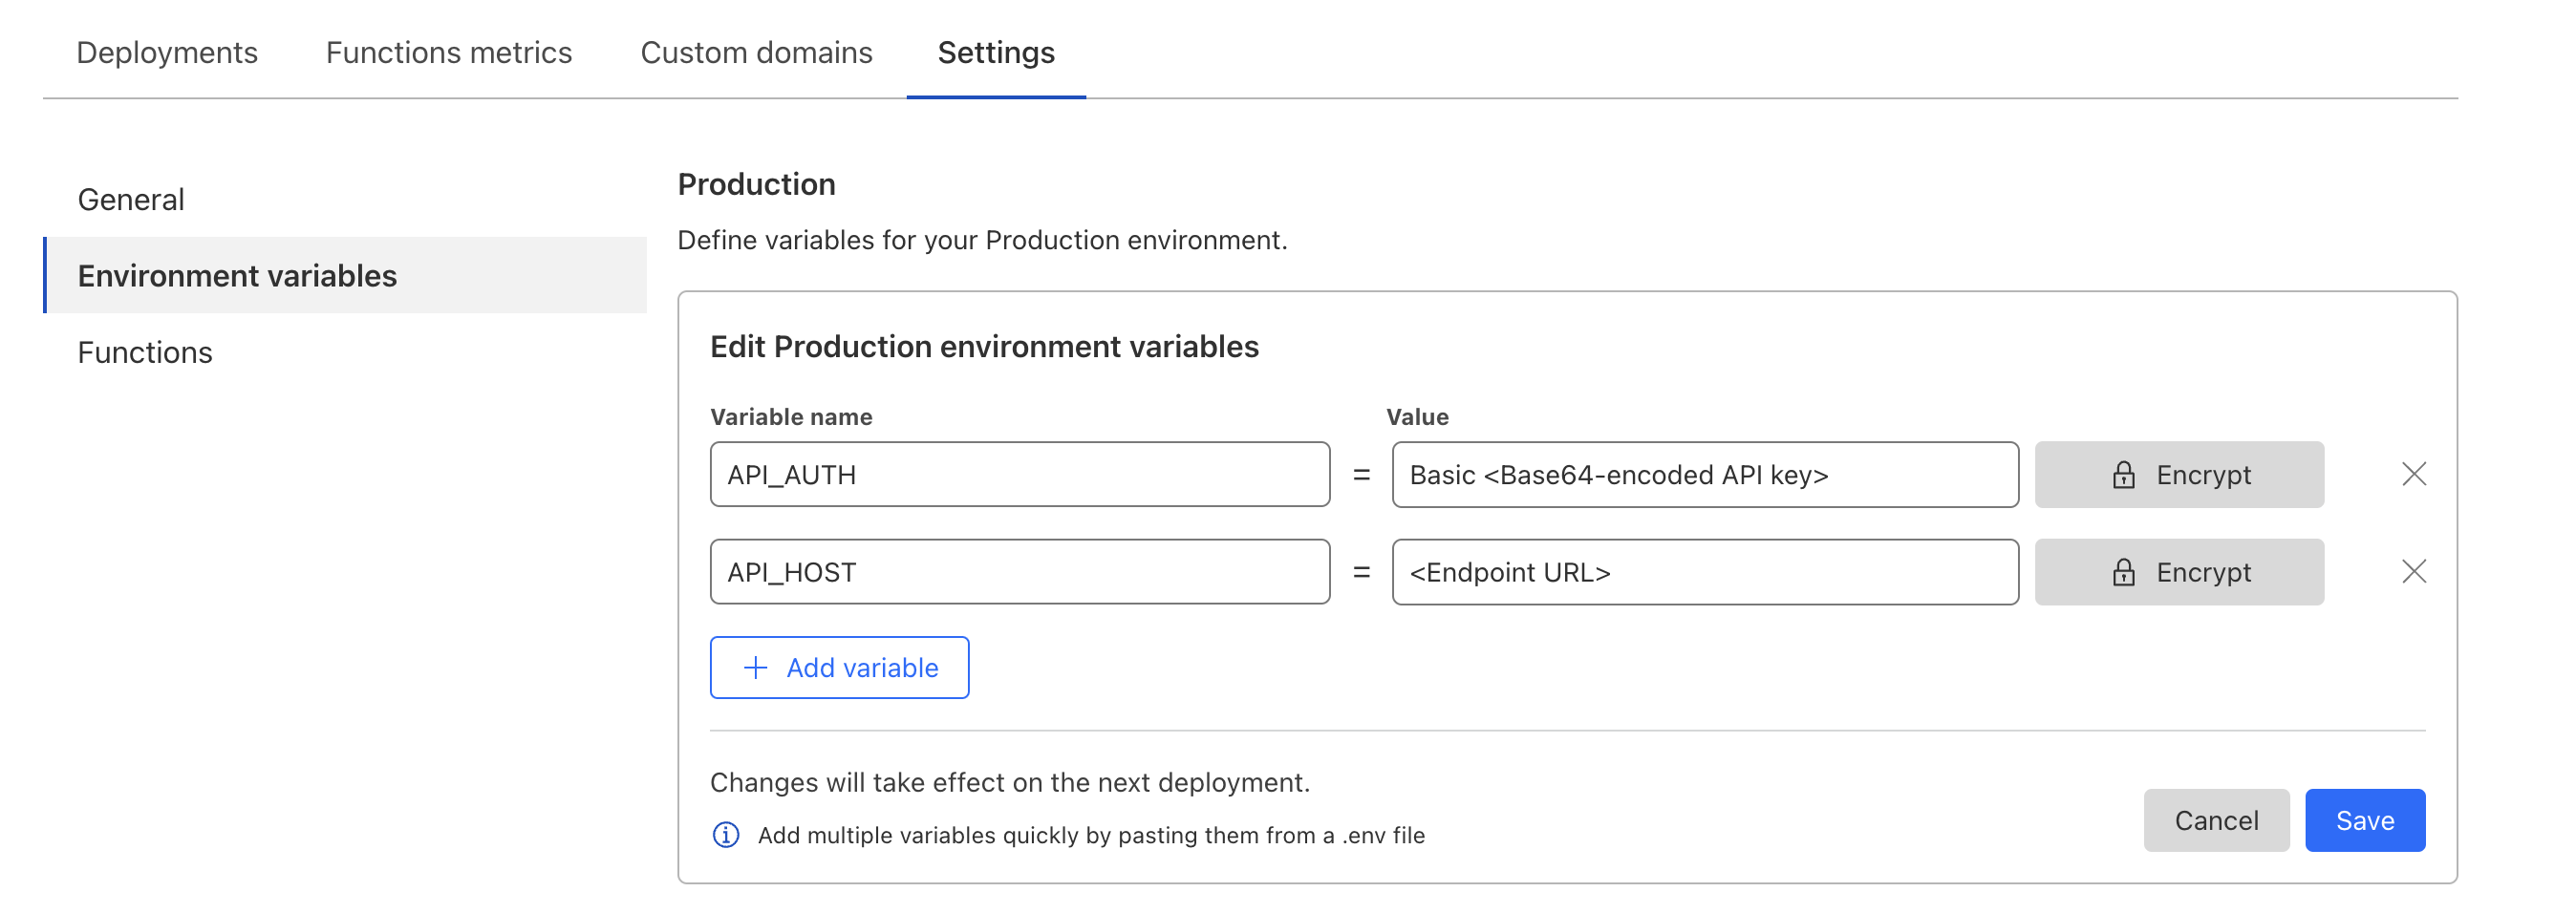 Deployments Functions metrics Custom domains Settings
General
Environment variables
Functions
Production
Define variables for your Production environment.
Edit Production environment variables
Variable name Value
API_AUTH = Basic <Base64-encoded API key> Encrypt
API_HOST = <Endpoint URL> Encrypt
+ Add variable
Changes will take effect on the next deployment.
Add multiple variables quickly by pasting them from a .env file
Cancel Save